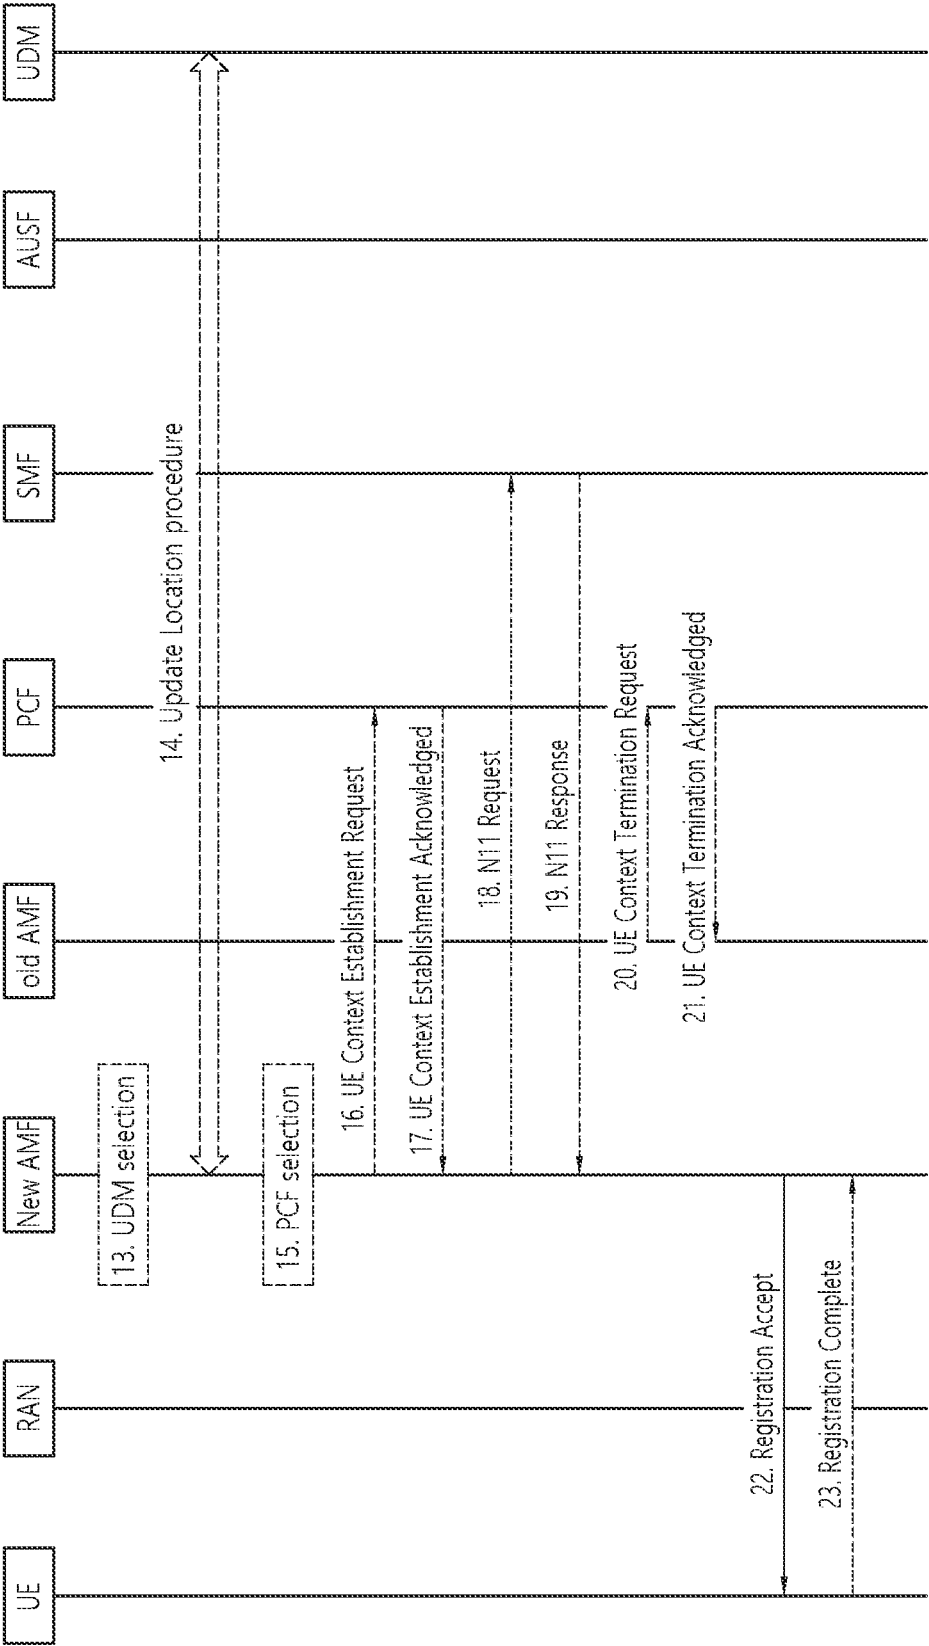 UE
RAN
New AMF
old AMF
PCF
SMF
AUSF
UDM
13. UDM selection
14. Update Location procedure
15. PCF selection
16. UE Context Establishment Request
17. UE Context Establishment Acknowledged
18. N11 Request
19. N11 Response
20. UE Context Termination Request
21. UE Context Termination Acknowledged
22. Registration Accept
23. Registration Complete